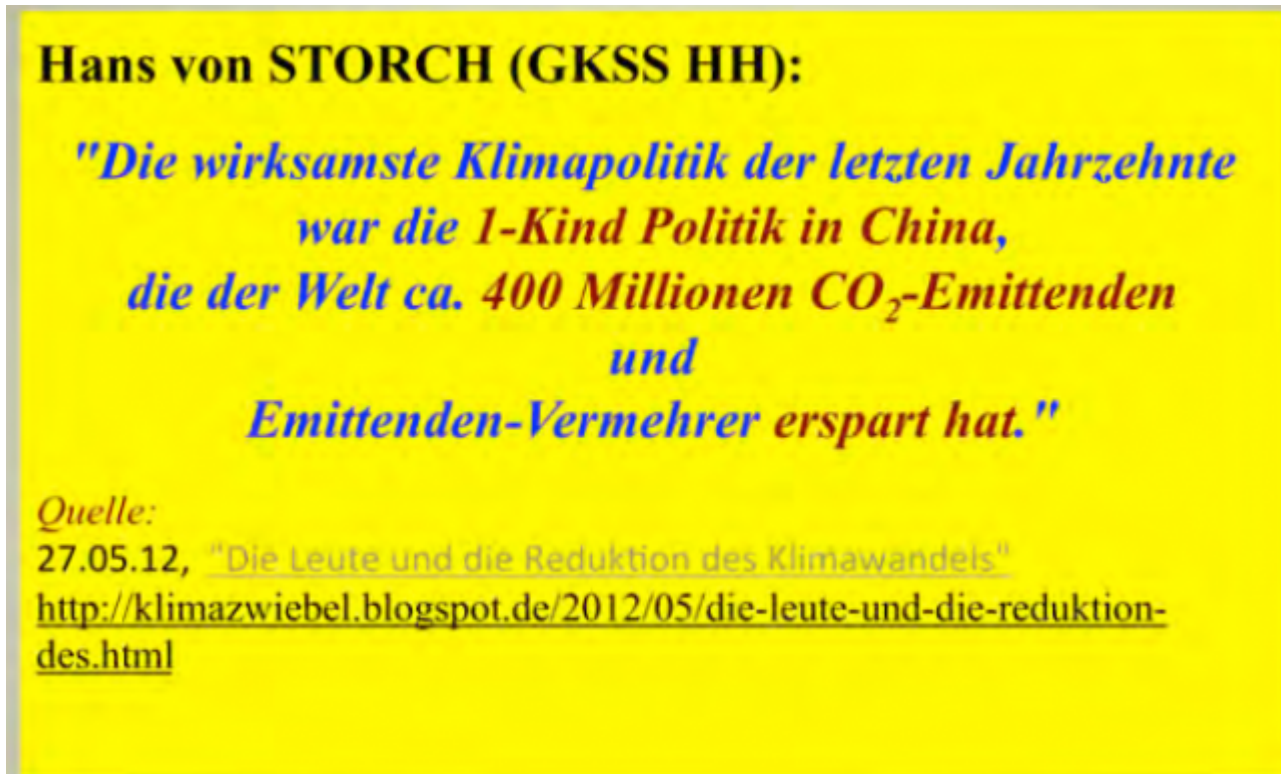 Hans von STORCH (GKSS HH):
"Die wirksamste Klimapolitik der letzten Jahrzehnte
war die 1-Kind Politik in China,
die der Welt ca. 400 Millionen CO₂-Emittenden
und
Emittenden-Vermehrer erspart hat."
Quelle:
27.05.12, "Die Leute und die Reduktion des Klimawandels"
http://klimazwiebel.blogspot.de/2012/05/die-leute-und-die-reduktion-
des.html